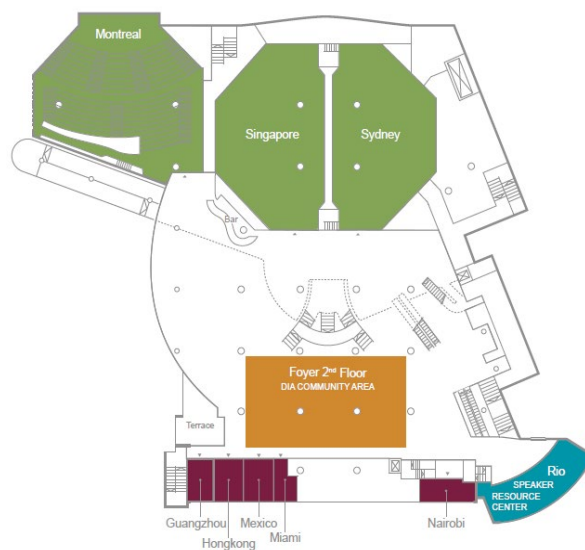 Montreal
Singapore
Sydney
Bar
Foyer 2nd Floor
DIA COMMUNITY AREA
Terrace
Rio
SPEAKER
RESOURCE
CENTER
Guangzhou
Hongkong
Mexico
Miami
Nairobi